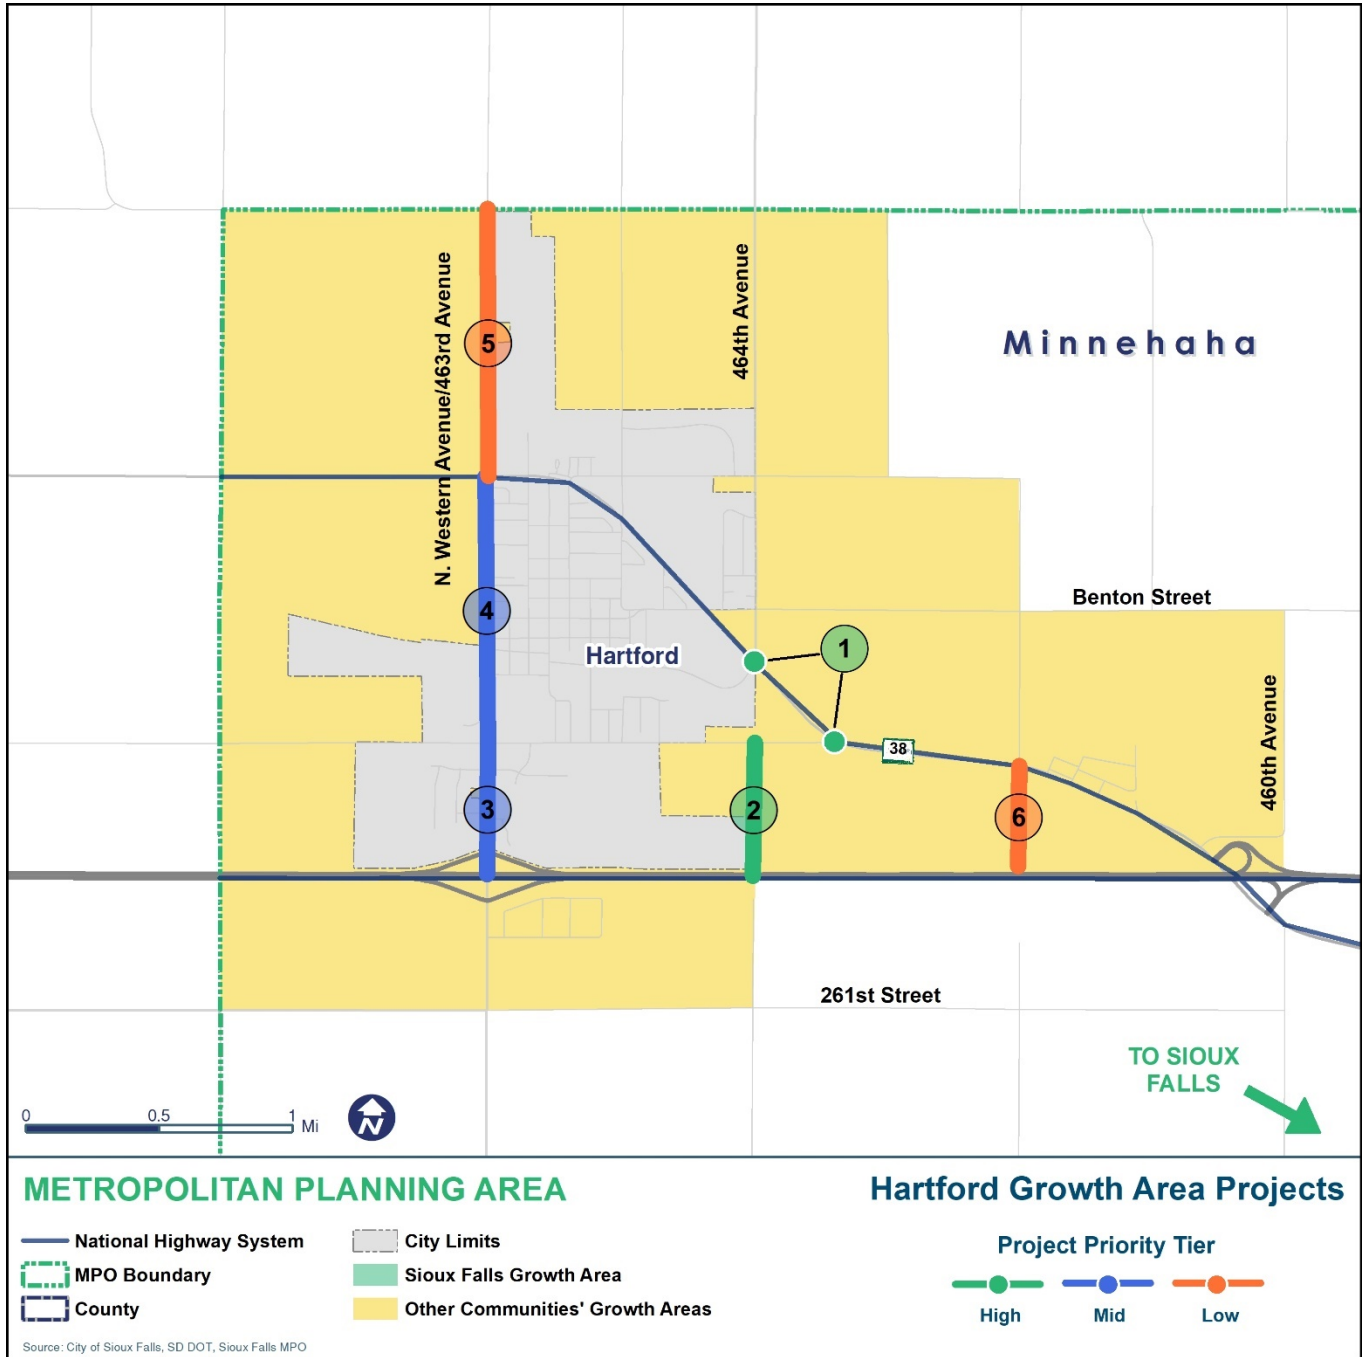 N. Western Avenue/463rd Avenue
464th Avenue
Minnehaha
5
4
Benton Street
Hartford
1
460th Avenue
38
3
2
6
261st Street
TO SIOUX
FALLS
0 0.5 1 Mi
N
METROPOLITAN PLANNING AREA
National Highway System
MPO Boundary
County
City Limits
Sioux Falls Growth Area
Other Communities' Growth Areas
Source: City of Sioux Falls, SD DOT, Sioux Falls MPO
Hartford Growth Area Projects
Project Priority Tier
High Mid Low